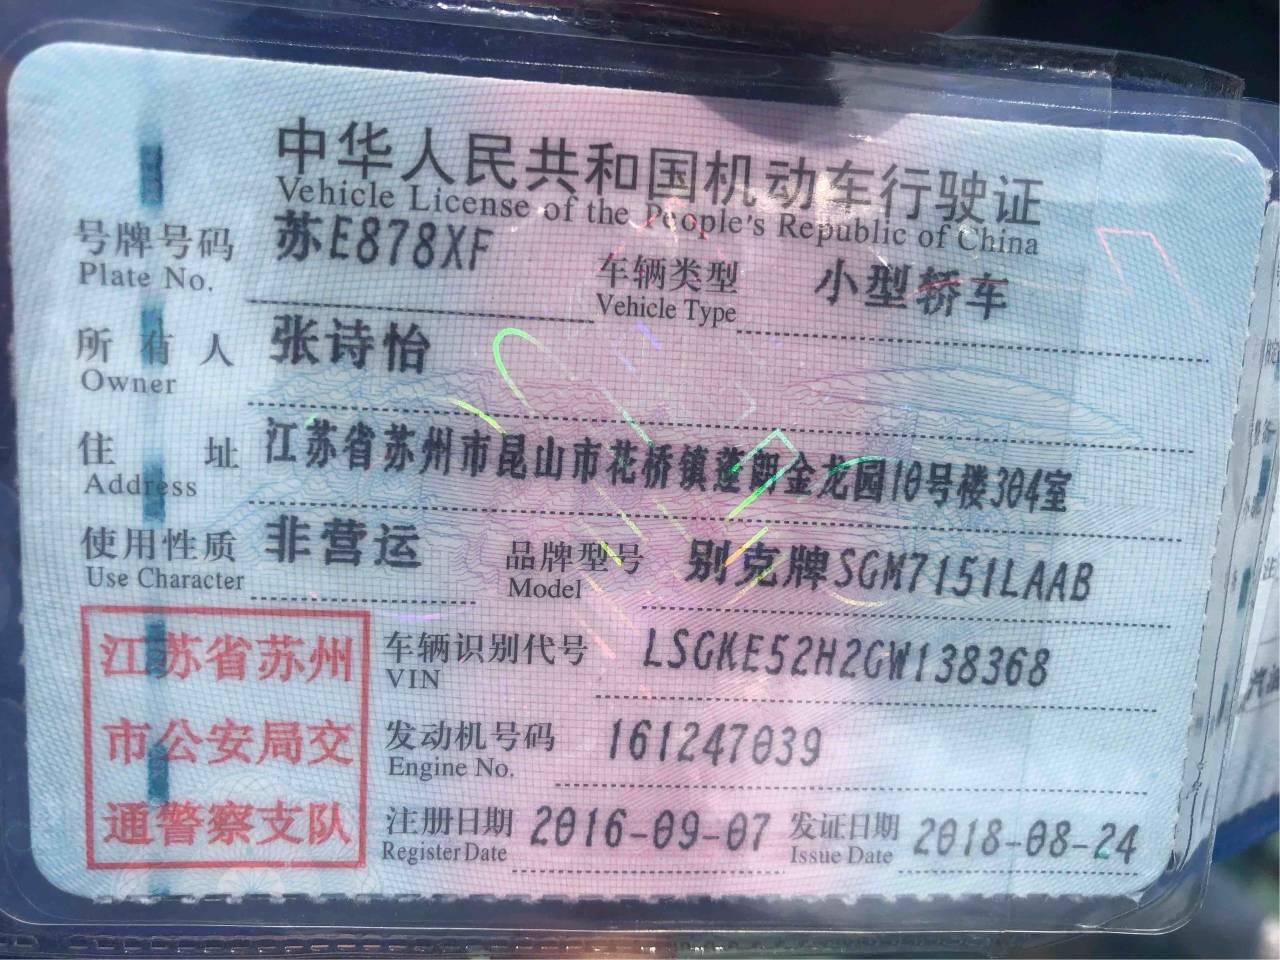 中华人民共和国机动车行驶证
Vehicle License of the People's Republic of China
号牌号码 苏E878XF 车辆类型 小型轿车
Plate No. Vehicle Type
所有人 张诗怡
Owner
住址 江苏省苏州市昆山市花桥镇蓬朗金龙园10号楼304室
Address
使用性质 非营运 品牌型号 别克牌SGM7151LAAB
Use Character Model
江苏省苏州
市公安局交
通警察支队
车辆识别代号 LSGKE52H2GW138368
VIN
发动机号码 161247039
Engine No.
注册日期 2016-09-07 发证日期 2018-08-24
Register Date Issue Date